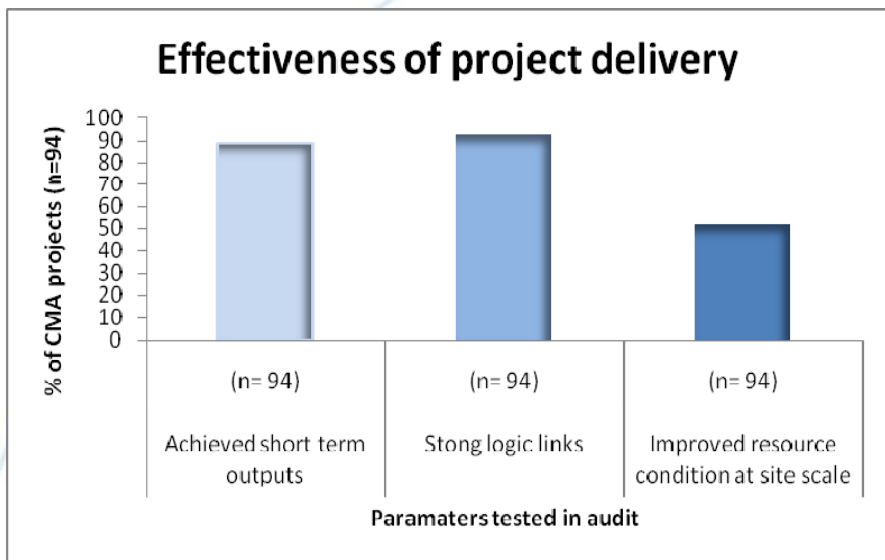 Effectiveness of project delivery
% of CMA projects (n=94)
100
90
80
70
60
50
40
30
20
10
0
(n= 94)
(n= 94)
(n= 94)
Achieved short term
outputs
Stong logic links
Improved resource
condition at site scale
Paramaters tested in audit